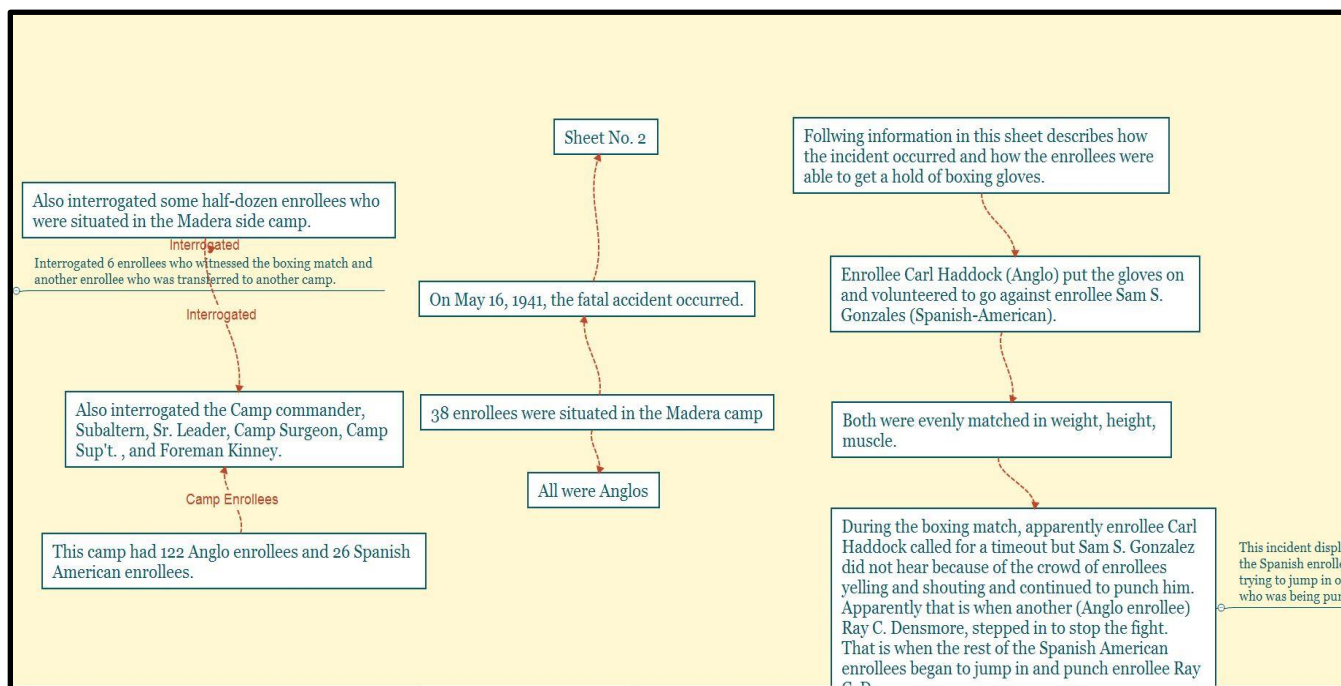 Also interrogated some half-dozen enrollees who
were situated in the Madera side camp.
Interrogated
Interrogated 6 enrollees who witnessed the boxing match and
another enrollee who was transferred to another camp.
Interrogated
Also interrogated the Camp commander,
Subaltern, Sr. Leader, Camp Surgeon, Camp
Sup't. , and Foreman Kinney.
Camp Enrollees
This camp had 122 Anglo enrollees and 26 Spanish
American enrollees.
Sheet No. 2
On May 16, 1941, the fatal accident occurred.
38 enrollees were situated in the Madera camp
All were Anglos
Follwing information in this sheet describes how
the incident occurred and how the enrollees were
able to get a hold of boxing gloves.
Enrollee Carl Haddock (Anglo) put the gloves on
and volunteered to go against enrollee Sam S.
Gonzales (Spanish-American).
Both were evenly matched in weight, height,
muscle.
During the boxing match, apparently enrollee Carl
Haddock called for a timeout but Sam S. Gonzalez
did not hear because of the crowd of enrollees
yelling and shouting and continued to punch him.
Apparently that is when another (Anglo enrollee)
Ray C. Densmore, stepped in to stop the fight.
That is when the rest of the Spanish American
enrollees began to jump in and punch enrollee Ray
This incident displ
the Spanish enrolle
trying to jump in o
who was being pu